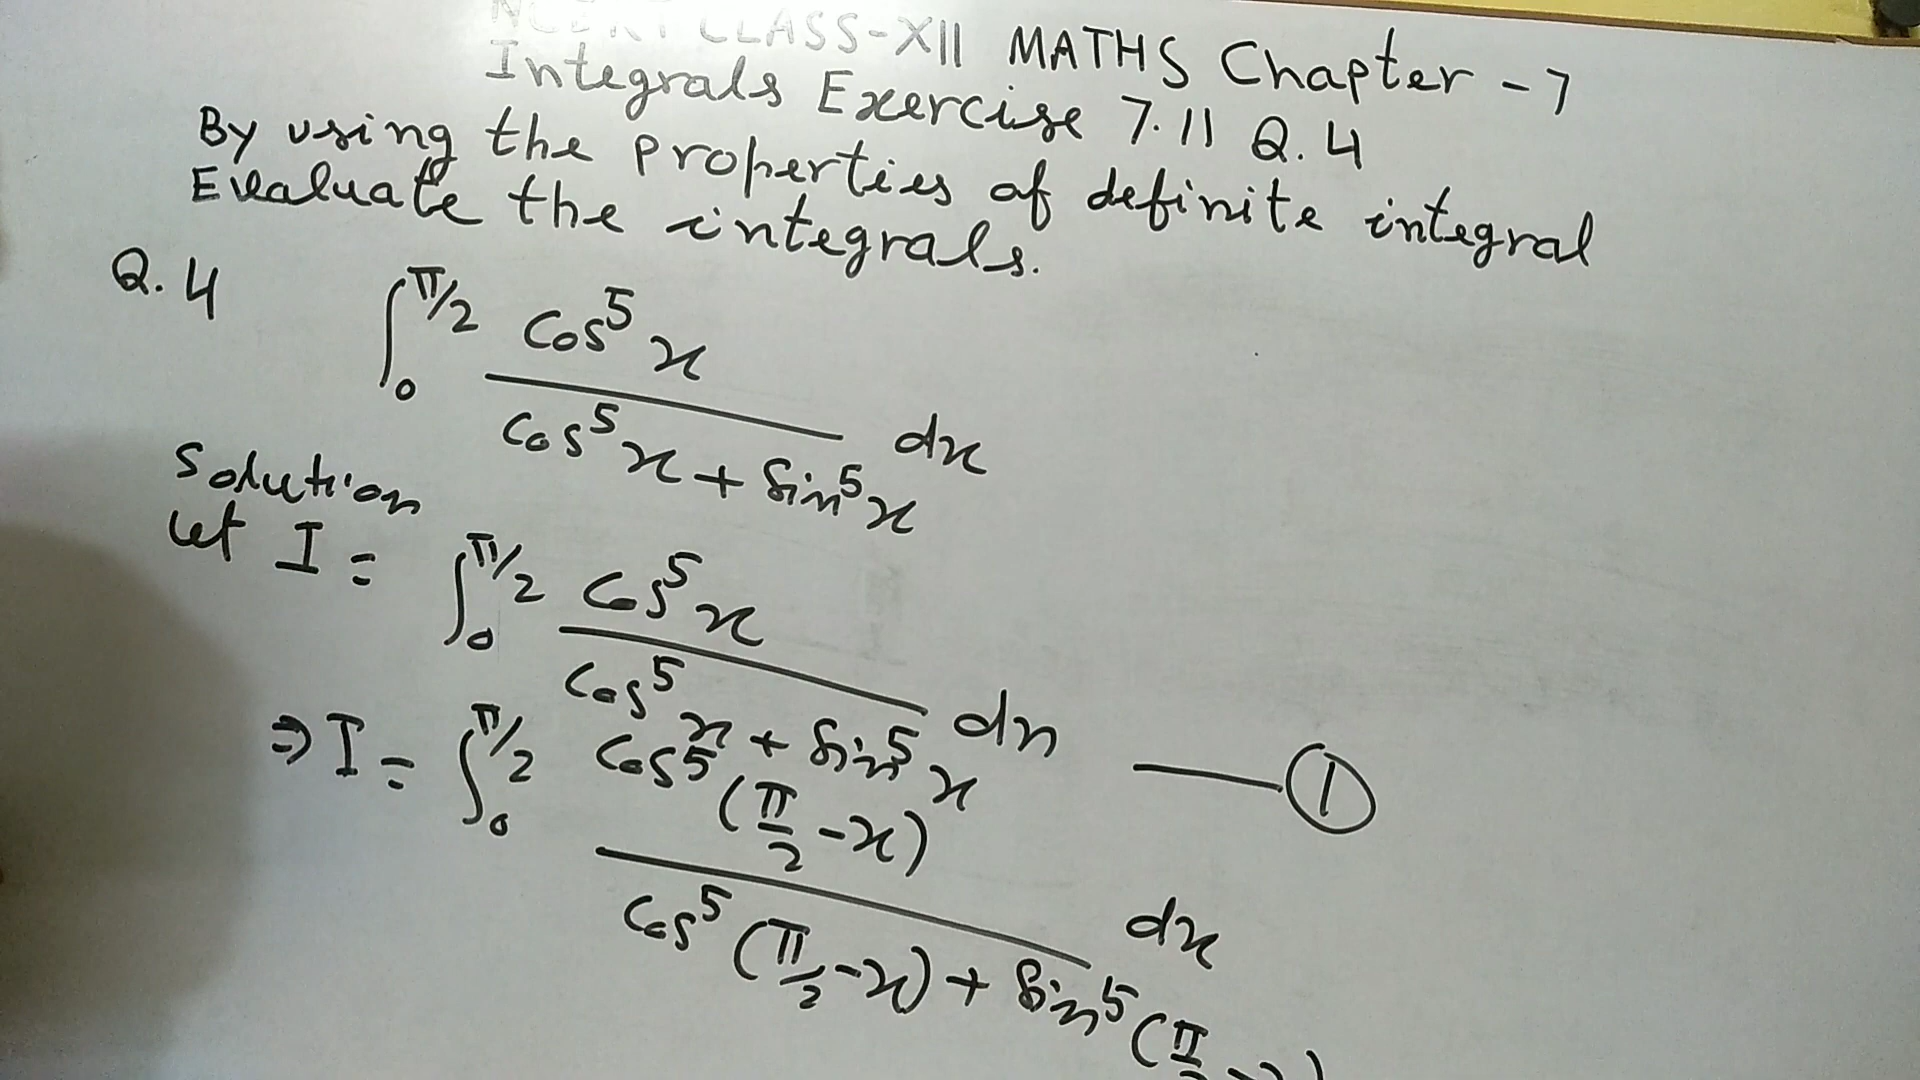 NCERT CLASS-XII MATHS Chapter - 7
Integrals Exercise 7.11 Q.4
By using the properties of definite integral
Evaluate the integrals.
Q.4 ∫₀^(π/2) Cos⁵x / (Cos⁵x + Sin⁵x) dx
Solution
let I = ∫₀^(π/2) Cos⁵x / (Cos⁵x + Sin⁵x) dx —— ①
⇒ I = ∫₀^(π/2) Cos⁵(π/2 - x) / (Cos⁵(π/2 - x) + Sin⁵(π/2 - x)) dx